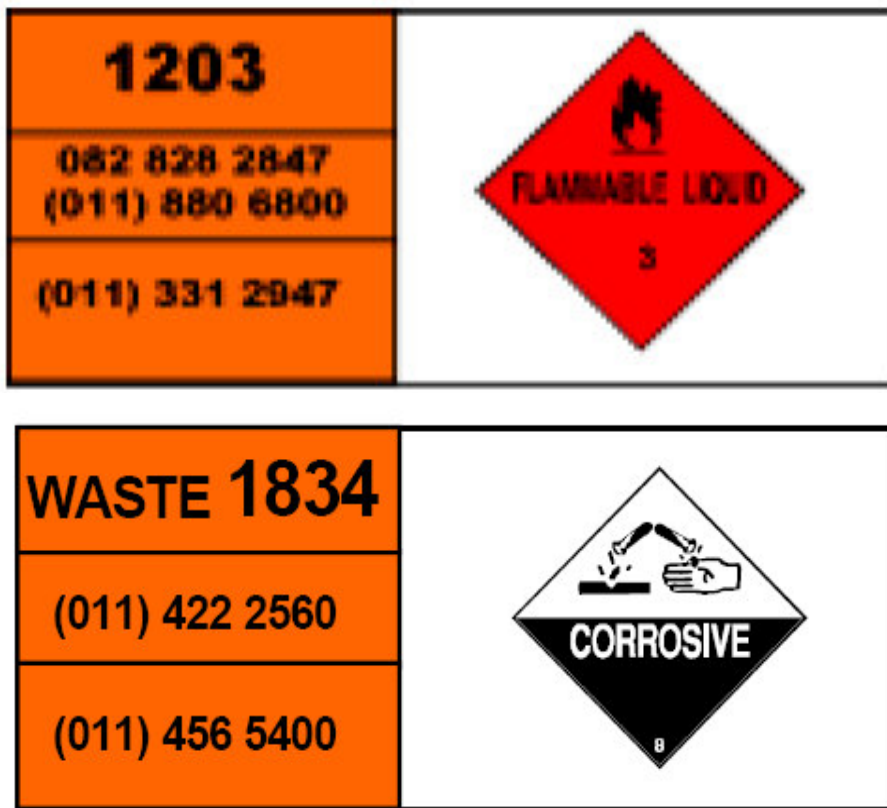 1203
082 828 2847
(011) 880 6800
(011) 331 2947
FLAMMABLE LIQUID
3
WASTE 1834
(011) 422 2560
(011) 456 5400
CORROSIVE
8